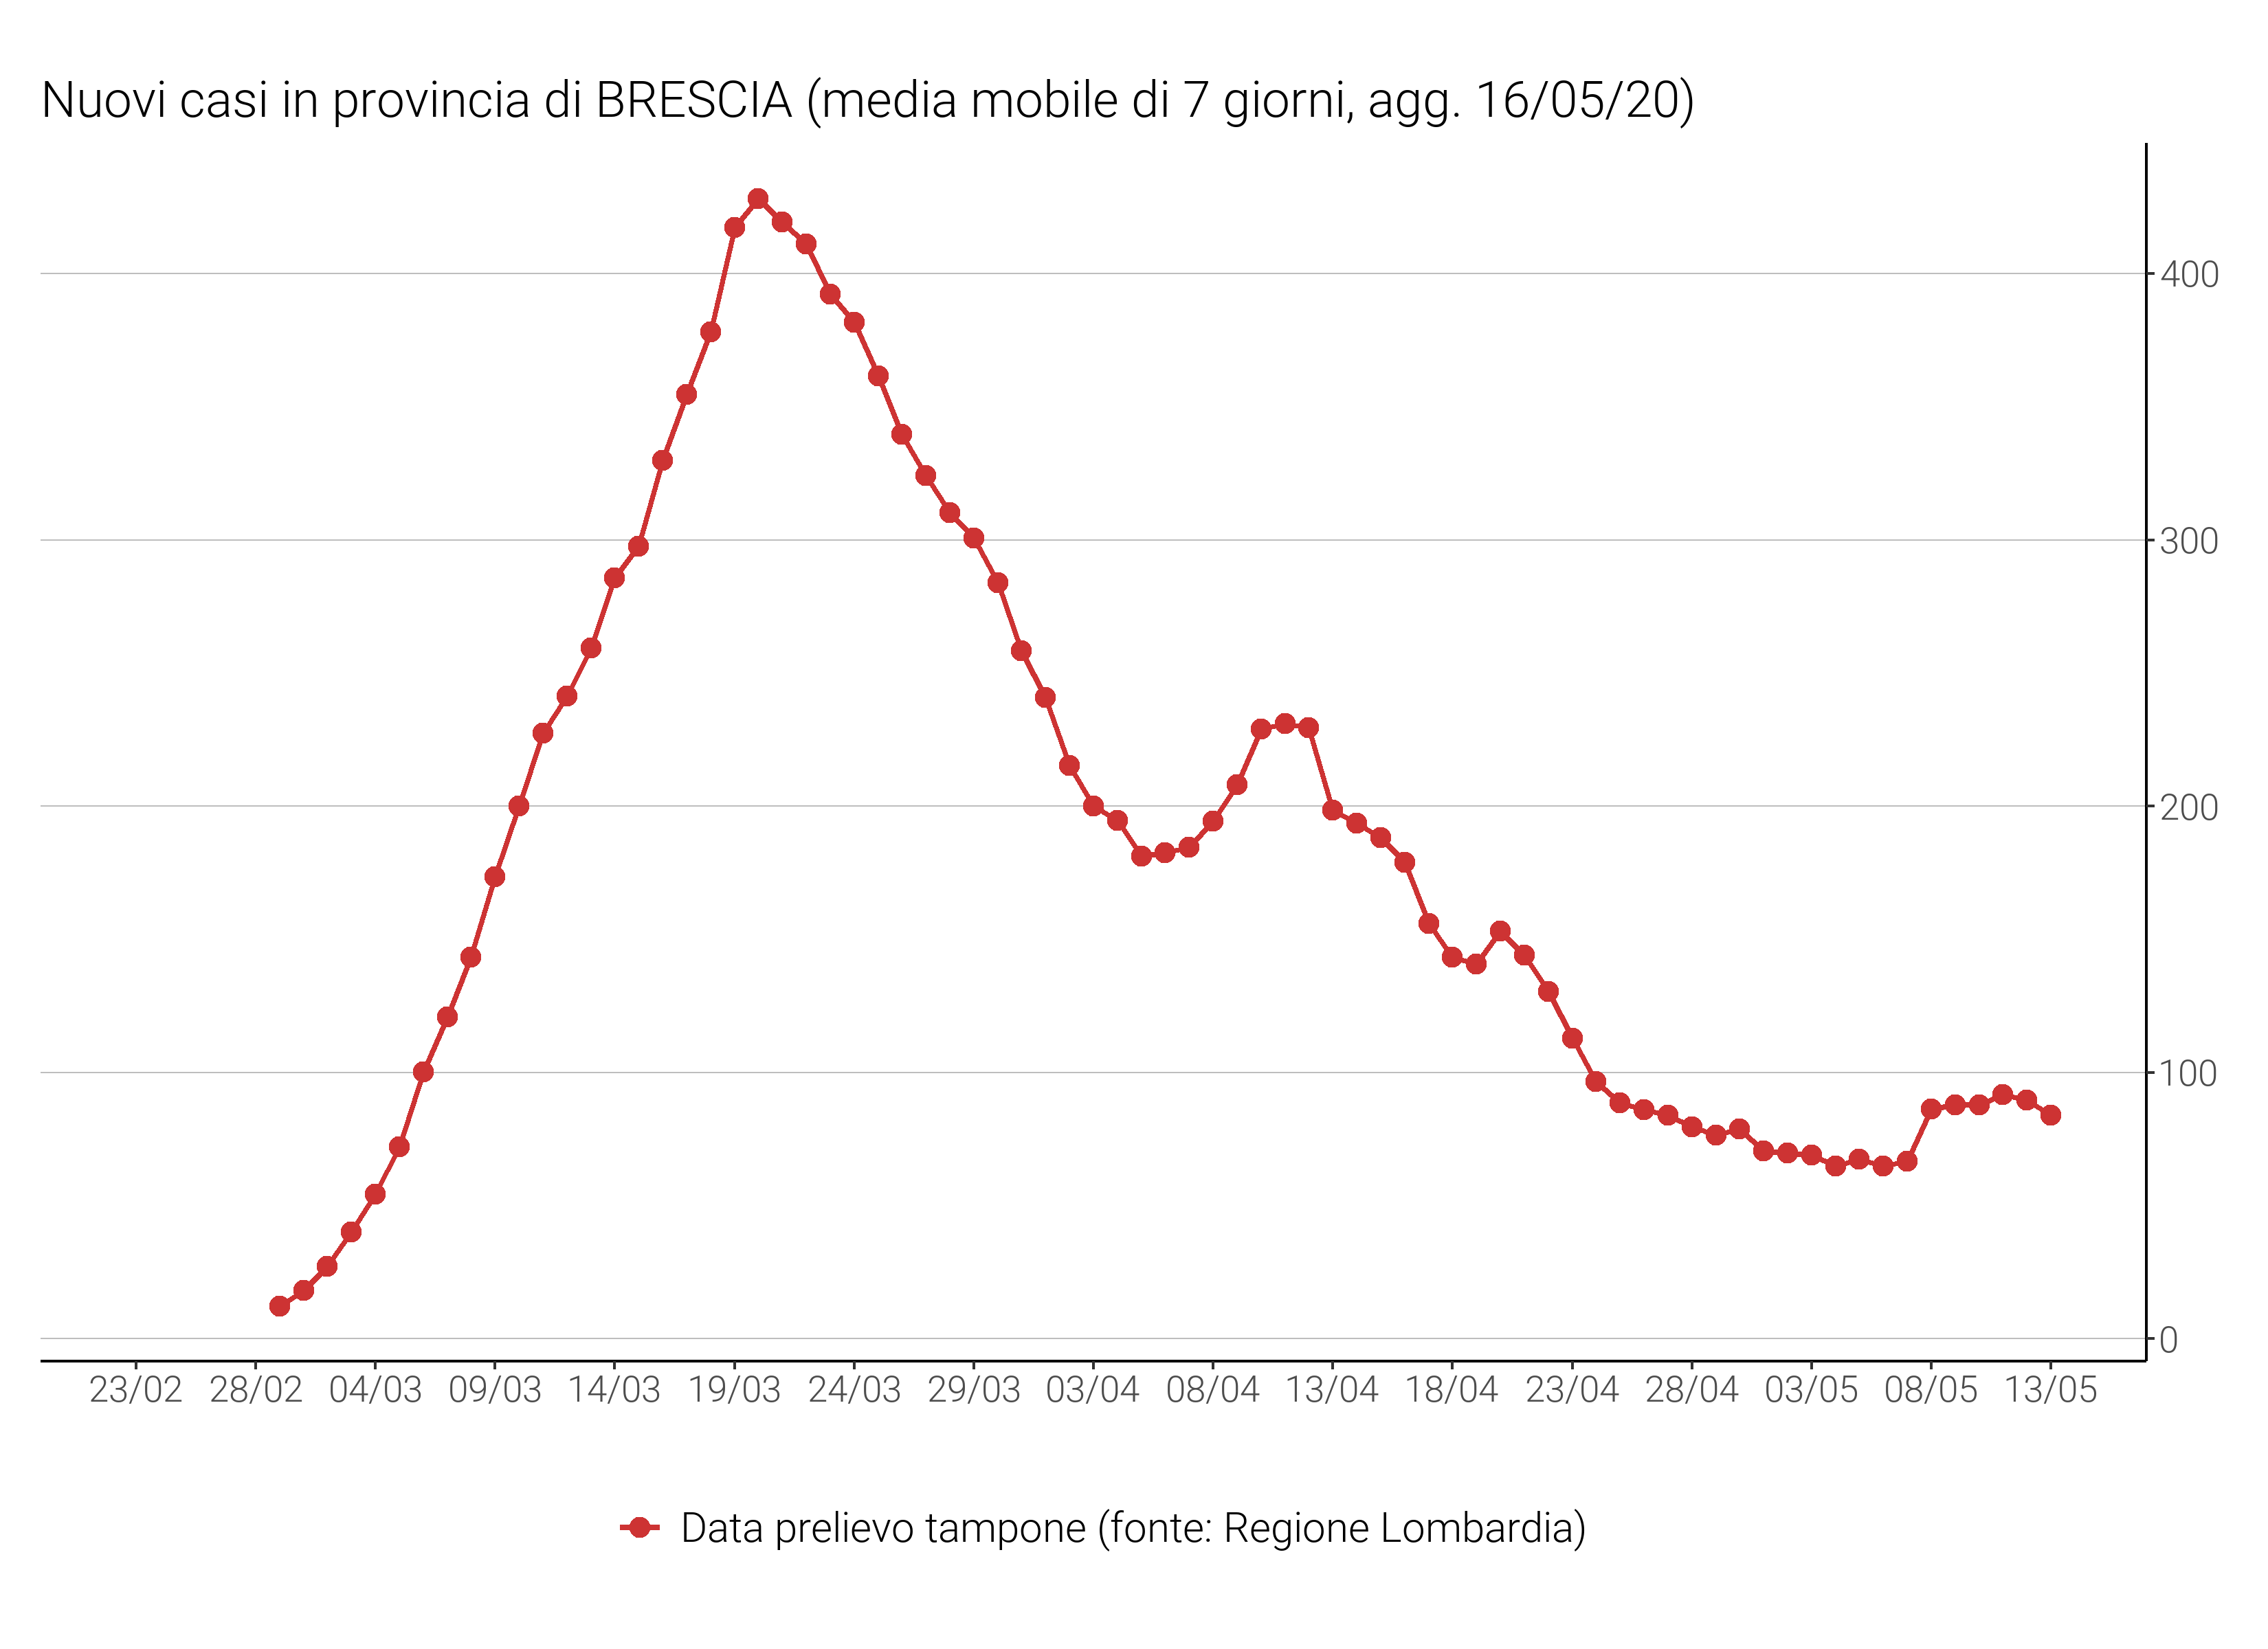 Nuovi casi in provincia di BRESCIA (media mobile di 7 giorni, agg. 16/05/20)
400
300
200
100
0
23/02 28/02 04/03 09/03 14/03 19/03 24/03 29/03 03/04 08/04 13/04 18/04 23/04 28/04 03/05 08/05 13/05
Data prelievo tampone (fonte: Regione Lombardia)